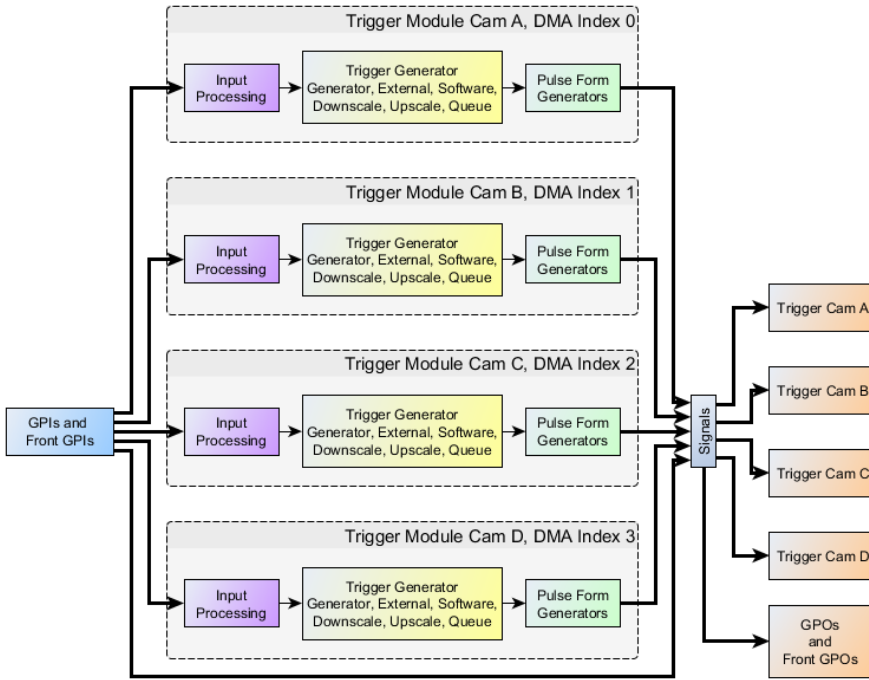 Trigger Module Cam A, DMA Index 0
Input
Processing
Trigger Generator
Generator, External, Software,
Downscale, Upscale, Queue
Pulse Form
Generators
Trigger Module Cam B, DMA Index 1
Input
Processing
Trigger Generator
Generator, External, Software,
Downscale, Upscale, Queue
Pulse Form
Generators
Trigger Module Cam C, DMA Index 2
Input
Processing
Trigger Generator
Generator, External, Software,
Downscale, Upscale, Queue
Pulse Form
Generators
Trigger Module Cam D, DMA Index 3
Input
Processing
Trigger Generator
Generator, External, Software,
Downscale, Upscale, Queue
Pulse Form
Generators
GPIs and
Front GPIs
Signals
Trigger Cam A
Trigger Cam B
Trigger Cam C
Trigger Cam D
GPOs
and
Front GPOs